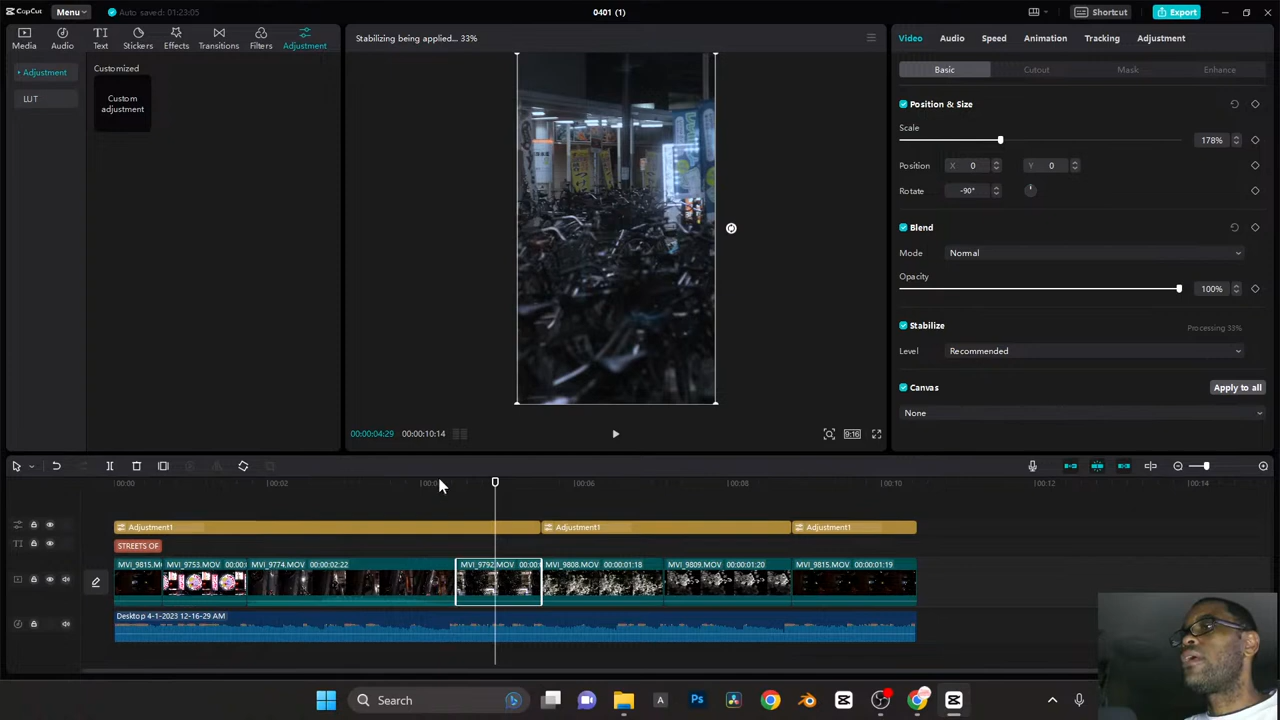 CapCut
Menu
Auto saved: 01:23:05
0401 (1)
Shortcut
Export
Media
Audio
Text
Stickers
Effects
Transitions
Filters
Adjustment
Adjustment
LUT
Customized
Custom adjustment
Stabilizing being applied... 33%
00:00:04:29
00:00:10:14
9:16
Video
Audio
Speed
Animation
Tracking
Adjustment
Basic
Cutout
Mask
Enhance
Position & Size
Scale
178%
Position
X
0
Y
0
Rotate
-90°
Blend
Mode
Normal
Opacity
100%
Stabilize
Level
Recommended
Canvas
Apply to all
None
00:00
00:02
00:06
00:08
00:10
00:12
00:14
Adjustment1
Adjustment1
Adjustment1
STREETS OF
MVI_9815.M
MVI_9753.MOV 00:00:
MVI_9774.MOV 00:00:02:22
MVI_9792.MOV 00:00:
MVI_9808.MOV 00:00:01:18
MVI_9809.MOV 00:00:01:20
MVI_9815.MOV 00:00:01:19
Desktop 4-1-2023 12-16-29 AM
Search
A
Ps